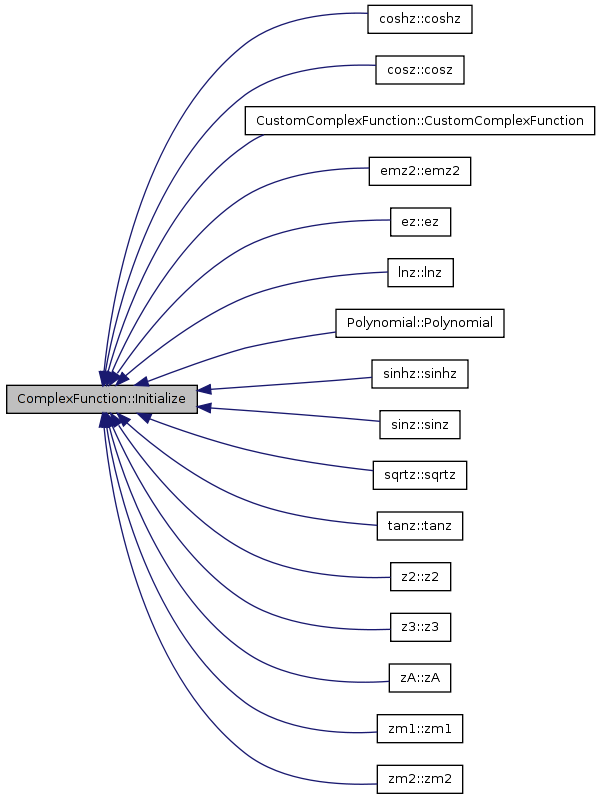 coshz::coshz
cosz::cosz
CustomComplexFunction::CustomComplexFunction
emz2::emz2
ez::ez
lnz::lnz
Polynomial::Polynomial
sinhz::sinhz
ComplexFunction::Initialize
sinz::sinz
sqrtz::sqrtz
tanz::tanz
z2::z2
z3::z3
zA::zA
zm1::zm1
zm2::zm2